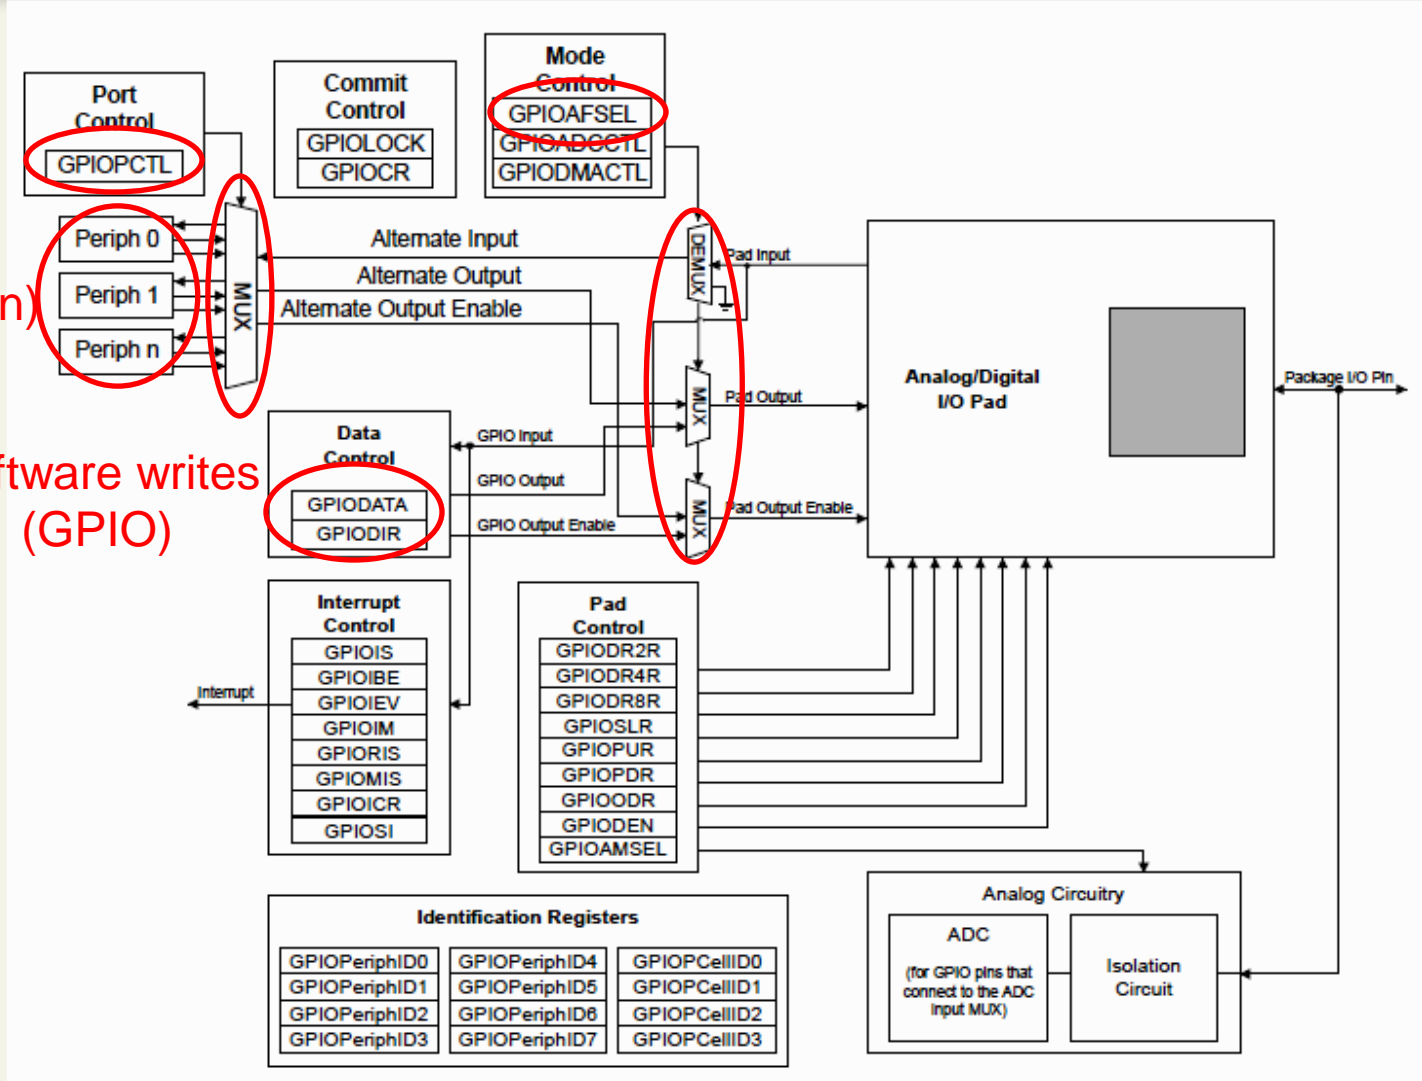 Mode
Control
GPIOAFSEL
GPIOADCCTL
GPIODMACTL
Commit
Control
GPIOLOCK
GPIOCR
Port
Control
GPIOPCTL
Periph 0
Periph 1
Periph n
n)
MUX
Alternate Input
Alternate Output
Alternate Output Enable
DEMUX
Pad Input
MUX
Pad Output
MUX
Pad Output Enable
Analog/Digital
I/O Pad
Package I/O Pin
ftware writes
(GPIO)
Data
Control
GPIODATA
GPIODIR
GPIO Input
GPIO Output
GPIO Output Enable
Interrupt
Control
GPIOIS
GPIOIBE
GPIOIEV
GPIOIM
GPIORIS
GPIOMIS
GPIOICR
GPIOSI
Interrupt
Pad
Control
GPIODR2R
GPIODR4R
GPIODR8R
GPIOSLR
GPIOPUR
GPIOPDR
GPIOODR
GPIODEN
GPIOAMSEL
Analog Circuitry
ADC
(for GPIO pins that
connect to the ADC
Input MUX)
Isolation
Circuit
Identification Registers
GPIOPeriphID0 GPIOPeriphID4 GPIOPCellID0
GPIOPeriphID1 GPIOPeriphID5 GPIOPCellID1
GPIOPeriphID2 GPIOPeriphID6 GPIOPCellID2
GPIOPeriphID3 GPIOPeriphID7 GPIOPCellID3